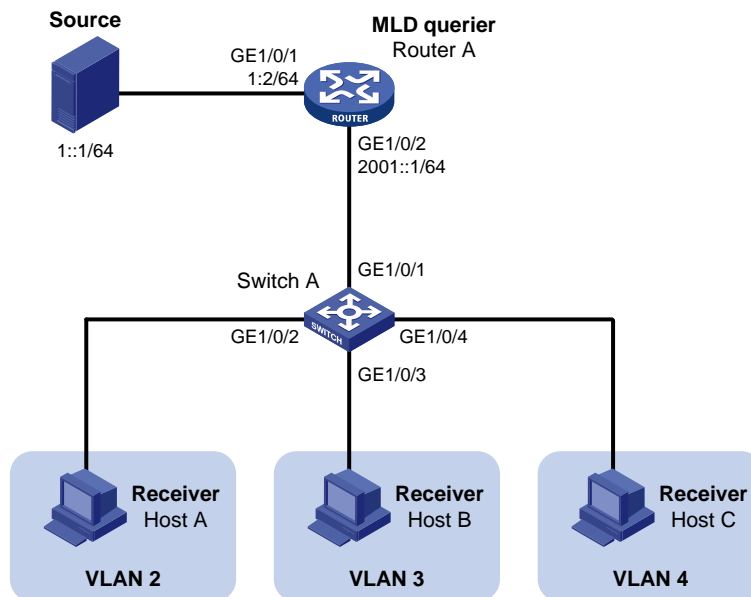 Source
MLD querier
Router A
GE1/0/1
1:2/64
ROUTER
1::1/64
GE1/0/2
2001::1/64
Switch A
GE1/0/1
SWITCH
GE1/0/2
GE1/0/4
GE1/0/3
Receiver
Host A
Receiver
Host B
Receiver
Host C
VLAN 2
VLAN 3
VLAN 4